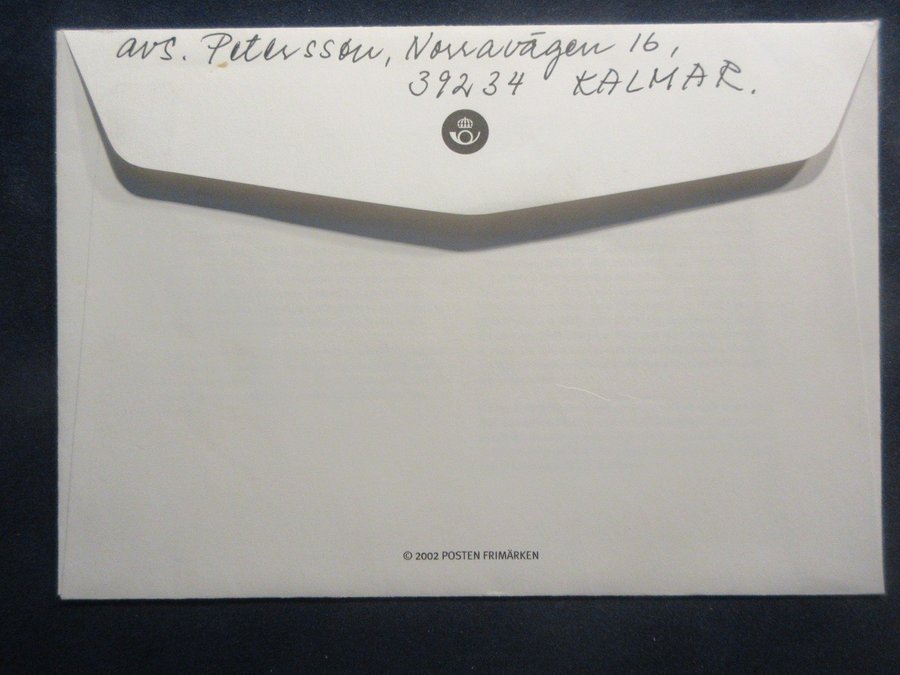 avs. Petersson, Norravägen 16,
39234 KALMAR.
© 2002 POSTEN FRIMÄRKEN